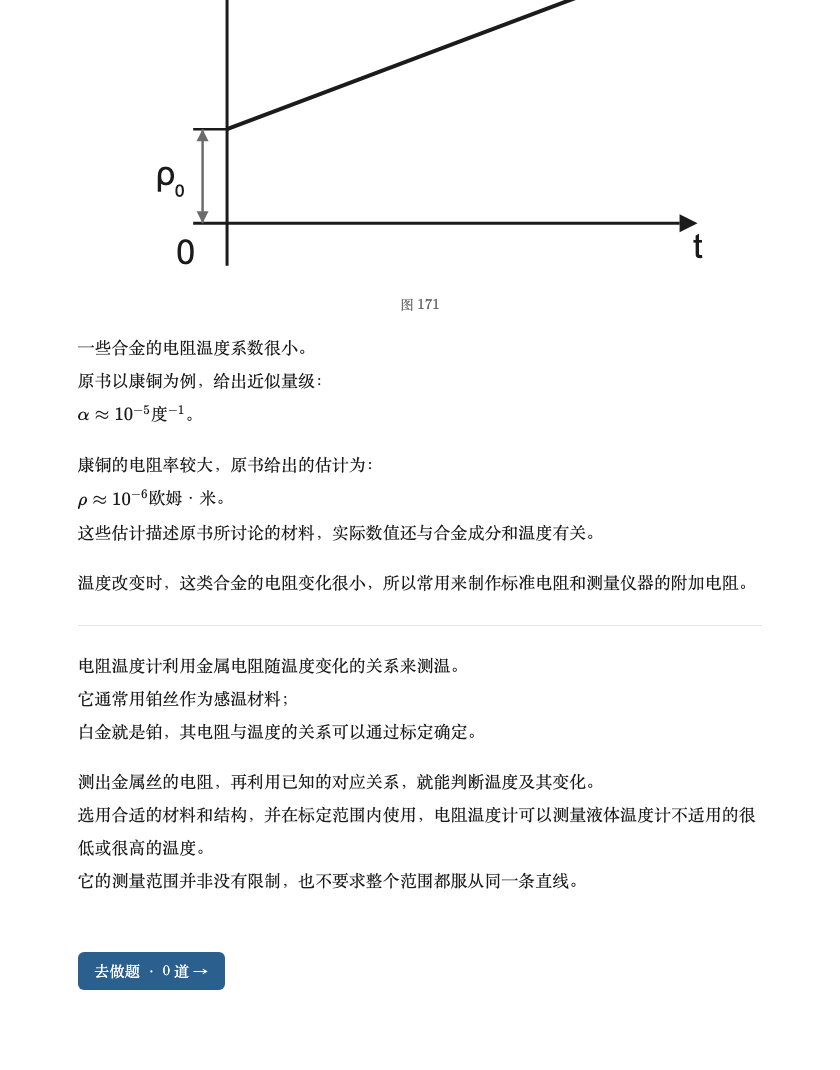 ρ₀
0
t
图 171
一些合金的电阻温度系数很小。
原书以康铜为例，给出近似量级：
α ≈ 10⁻⁵度⁻¹。
康铜的电阻率较大，原书给出的估计为：
ρ ≈ 10⁻⁶欧姆 · 米。
这些估计描述原书所讨论的材料，实际数值还与合金成分和温度有关。
温度改变时，这类合金的电阻变化很小，所以常用来制作标准电阻和测量仪器的附加电阻。
电阻温度计利用金属电阻随温度变化的关系来测温。
它通常用铂丝作为感温材料；
白金就是铂，其电阻与温度的关系可以通过标定确定。
测出金属丝的电阻，再利用已知的对应关系，就能判断温度及其变化。
选用合适的材料和结构，并在标定范围内使用，电阻温度计可以测量液体温度计不适用的很
低或很高的温度。
它的测量范围并非没有限制，也不要求整个范围都服从同一条直线。
去做题 · 0 道 →